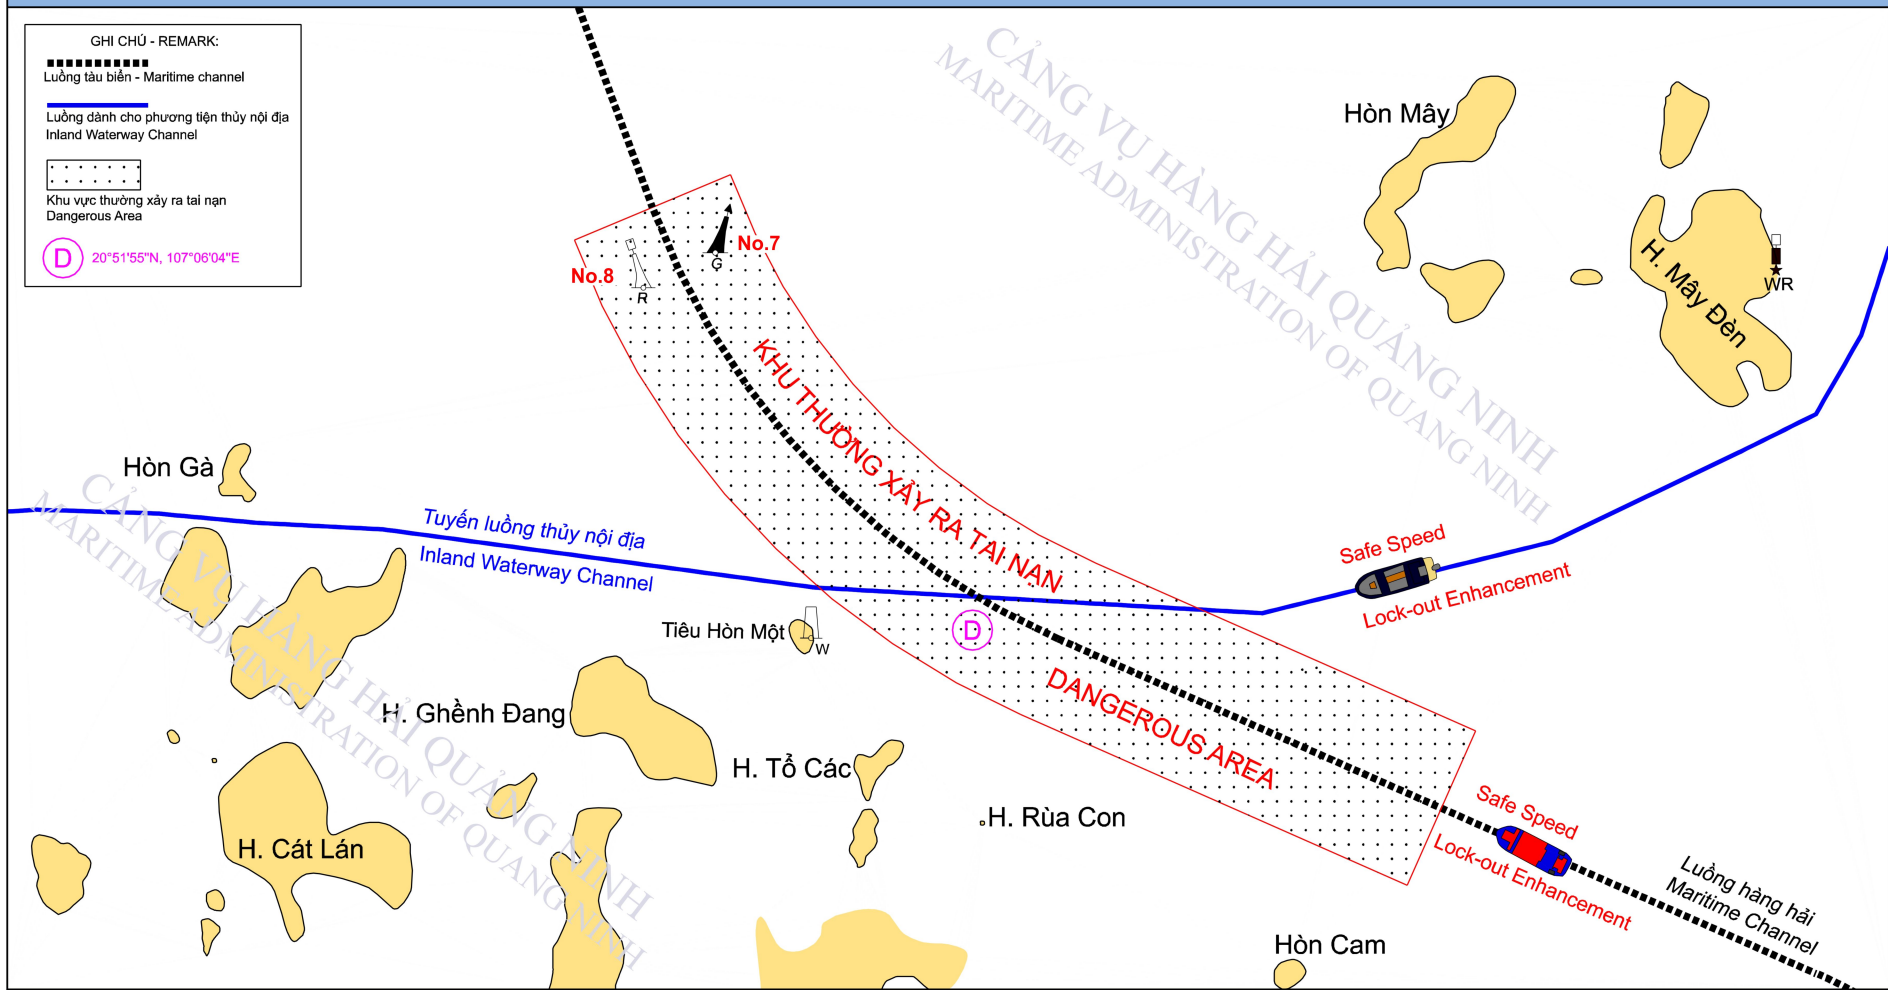 GHI CHÚ - REMARK:
Luồng tàu biển - Maritime channel
Luồng dành cho phương tiện thủy nội địa
Inland Waterway Channel
Khu vực thường xảy ra tai nạn
Dangerous Area
D 20°51'55"N, 107°06'04"E
CẢNG VỤ HÀNG HẢI QUẢNG NINH
MARITIME ADMINISTRATION OF QUANG NINH
Hòn Mây
H. Mây Đèn
WR
No.7
G
No.8
R
KHU THƯỜNG XẢY RA TAI NẠN
Hòn Gà
Tuyến luồng thủy nội địa
Inland Waterway Channel
CẢNG VỤ HÀNG HẢI QUẢNG NINH
MARITIME ADMINISTRATION OF QUANG NINH
Safe Speed
Lock-out Enhancement
Tiêu Hòn Một
W
D
DANGEROUS AREA
H. Ghềnh Đang
H. Tổ Các
H. Rùa Con
H. Cát Lán
Safe Speed
Lock-out Enhancement
Luồng hàng hải
Maritime Channel
Hòn Cam